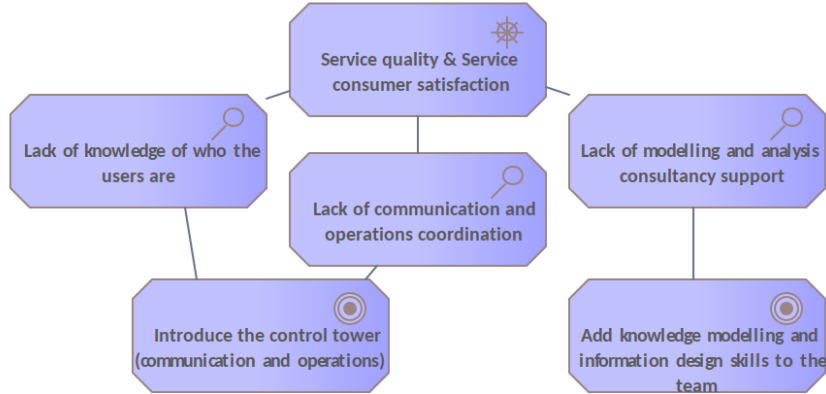 Service quality & Service
consumer satisfaction
Lack of knowledge of who the
users are
Lack of communication and
operations coordination
Lack of modelling and analysis
consultancy support
Introduce the control tower
(communication and operations)
Add knowledge modelling and
information design skills to the
team